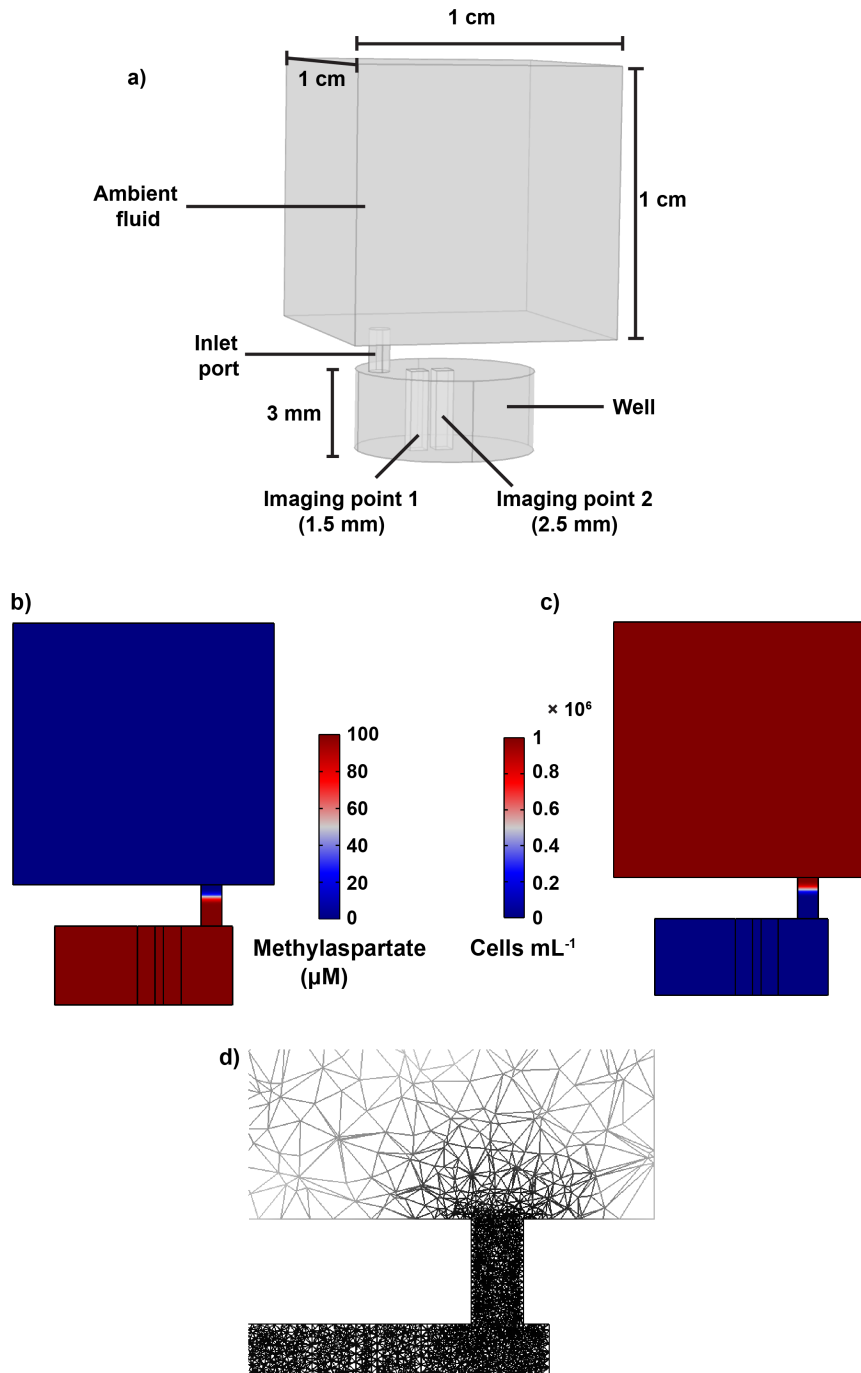 1 cm
a)
1 cm
Ambient
fluid
1 cm
Inlet
port
3 mm
Well
Imaging point 1
(1.5 mm)
Imaging point 2
(2.5 mm)
b)
100
80
60
40
20
0
Methylaspartate
(µM)
c)
× 10⁶
1
0.8
0.6
0.4
0.2
0
Cells mL⁻¹
d)